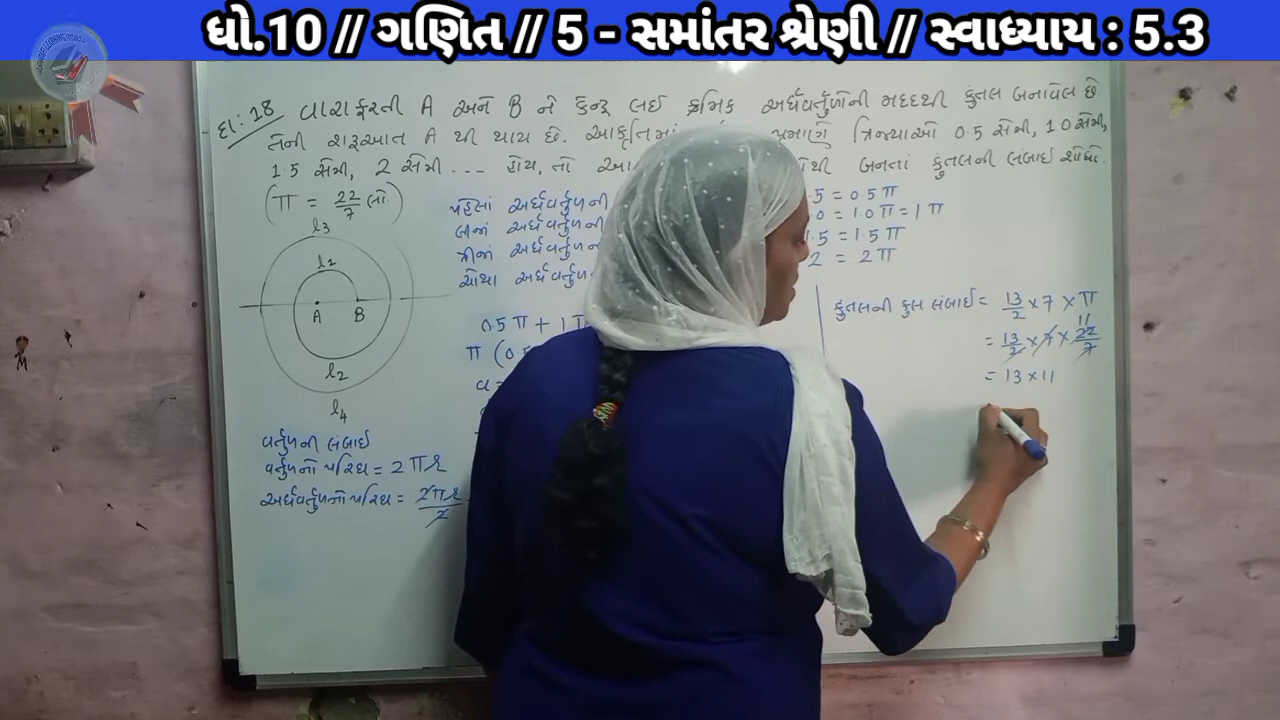 ધો.10 // ગણિત // 5 - સમાંતર શ્રેણી // સ્વાધ્યાય : 5.3
દા: 18 વારાફરતી A અને B ને કેન્દ્ર લઈ ક્રમિક અર્ધવર્તુળોની મદદથી કુંતલ બનાવેલ છે.
તેની શરૂઆત A થી થાય છે. આકૃતિમાં પ્રમાણે ત્રિજ્યાઓ 0.5 સેમી, 1.0 સેમી,
1.5 સેમી, 2 સેમી ... હોય, તો આ થી બનતાં કુંતલની લંબાઈ શોધો.
(π = 22/7 લો.)
પહેલાં અર્ધવર્તુળની .5 = 0.5π
બીજાં અર્ધવર્તુળની .0 = 1.0π = 1π
ત્રીજાં અર્ધવર્તુળની 1.5 = 1.5π
ચોથા અર્ધવર્તુળ 2 = 2π
l3
l1
A B
l2
l4
0.5π + 1π
π (0.5
a =
કુંતલની કુલ લંબાઈ = 13/2 × 7 × π
= 13/2 × 7 × 22/7 11
= 13 × 11
વર્તુળની લંબાઈ
વર્તુળનો પરિઘ = 2πr
અર્ધવર્તુળનો પરિઘ = 2πr/2